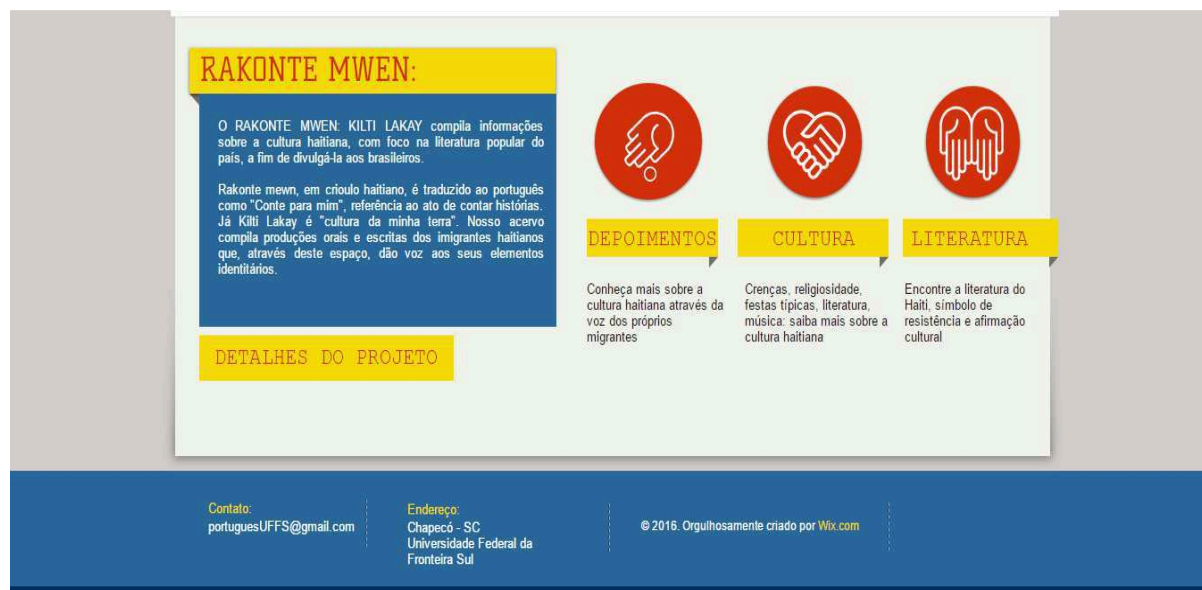 RAKONTE MWEN:
O RAKONTE MWEN: KILTI LAKAY compila informações
sobre a cultura haitiana, com foco na literatura popular do
país, a fim de divulgá-la aos brasileiros.
Rakonte mewn, em crioulo haitiano, é traduzido ao português
como "Conte para mim", referência ao ato de contar histórias.
Já Kilti Lakay é "cultura da minha terra". Nosso acervo
compila produções orais e escritas dos imigrantes haitianos
que, através deste espaço, dão voz aos seus elementos
identitários.
DETALHES DO PROJETO
DEPOIMENTOS
Conheça mais sobre a
cultura haitiana através da
voz dos próprios
migrantes
CULTURA
Crenças, religiosidade,
festas típicas, literatura,
música: saiba mais sobre a
cultura haitiana
LITERATURA
Encontre a literatura do
Haiti, símbolo de
resistência e afirmação
cultural
Contato:
portuguesUFFS@gmail.com
Endereço:
Chapecó - SC
Universidade Federal da
Fronteira Sul
© 2016. Orgulhosamente criado por Wix.com